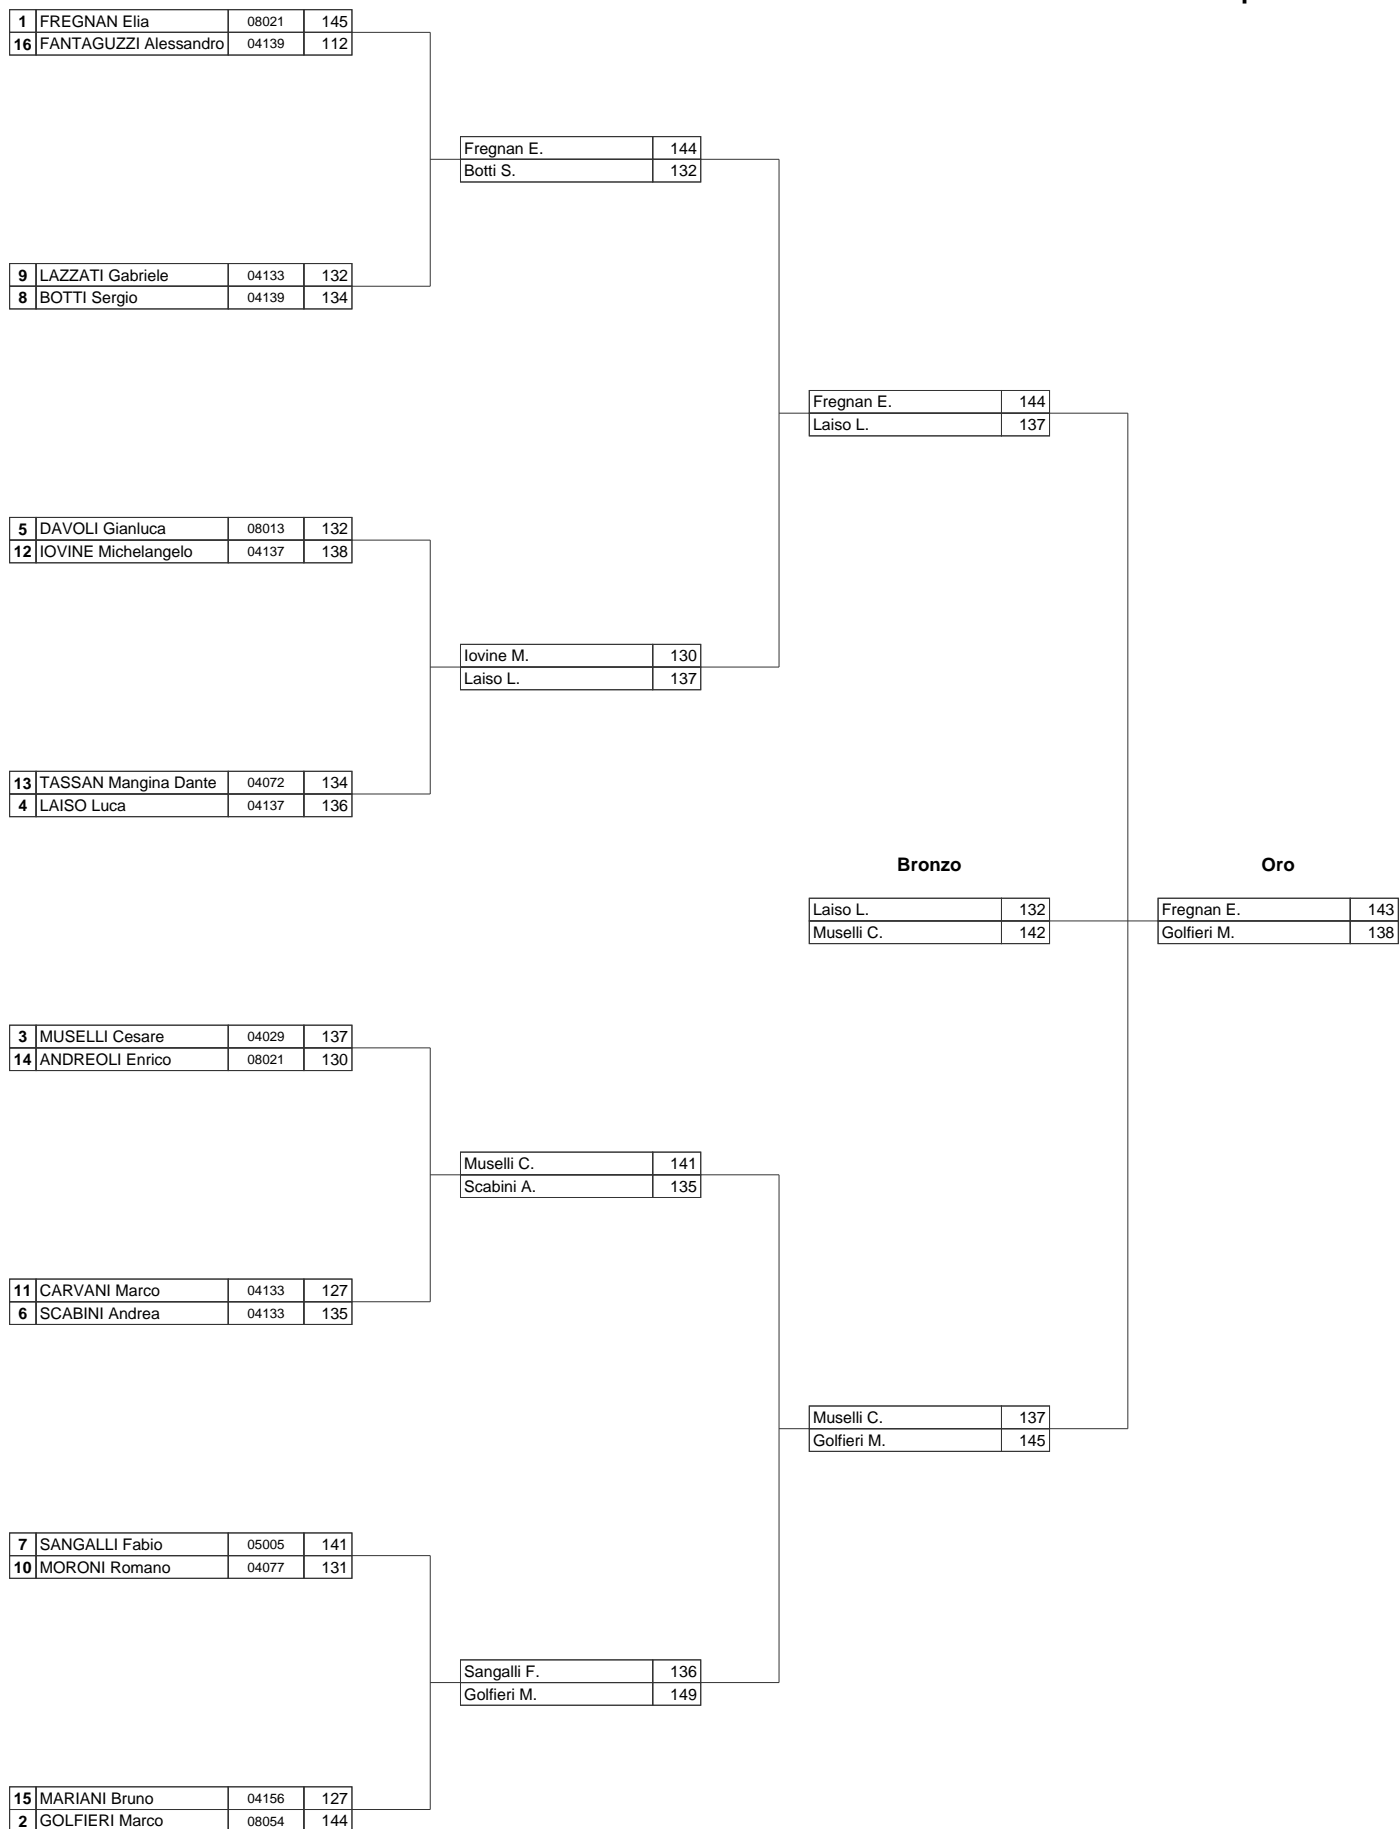 1 FREGNAN Elia 08021 145
16 FANTAGUZZI Alessandro 04139 112
Fregnan E. 144
Botti S. 132
9 LAZZATI Gabriele 04133 132
8 BOTTI Sergio 04139 134
Fregnan E. 144
Laiso L. 137
5 DAVOLI Gianluca 08013 132
12 IOVINE Michelangelo 04137 138
Iovine M. 130
Laiso L. 137
13 TASSAN Mangina Dante 04072 134
4 LAISO Luca 04137 136
Bronzo Oro
Laiso L. 132 Fregnan E. 143
Muselli C. 142 Golfieri M. 138
3 MUSELLI Cesare 04029 137
14 ANDREOLI Enrico 08021 130
Muselli C. 141
Scabini A. 135
11 CARVANI Marco 04133 127
6 SCABINI Andrea 04133 135
Muselli C. 137
Golfieri M. 145
7 SANGALLI Fabio 05005 141
10 MORONI Romano 04077 131
Sangalli F. 136
Golfieri M. 149
15 MARIANI Bruno 04156 127
2 GOLFIERI Marco 08054 144